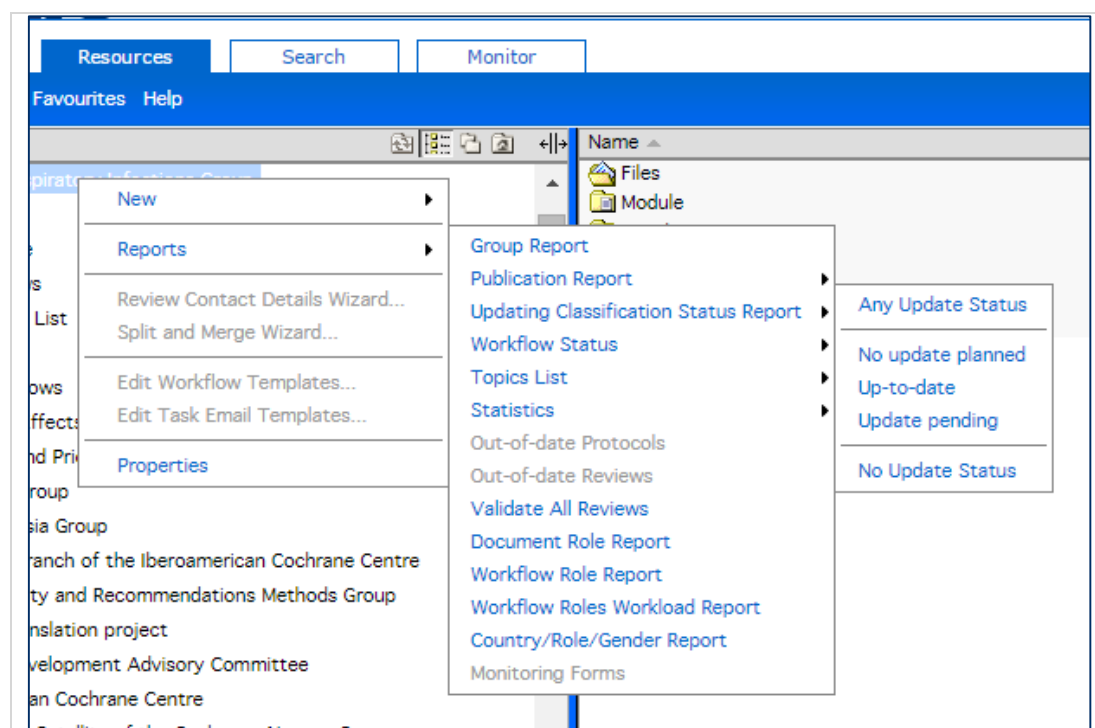 Resources
Search
Monitor
Favourites Help
Name
Files
Module
New
Reports
Review Contact Details Wizard...
Split and Merge Wizard...
Edit Workflow Templates...
Edit Task Email Templates...
Properties
Group Report
Publication Report
Updating Classification Status Report
Workflow Status
Topics List
Statistics
Out-of-date Protocols
Out-of-date Reviews
Validate All Reviews
Document Role Report
Workflow Role Report
Workflow Roles Workload Report
Country/Role/Gender Report
Monitoring Forms
Any Update Status
No update planned
Up-to-date
Update pending
No Update Status
List
ows
ffects
nd Pri
roup
sia Group
ranch of the Iberoamerican Cochrane Centre
ty and Recommendations Methods Group
nslation project
velopment Advisory Committee
an Cochrane Centre